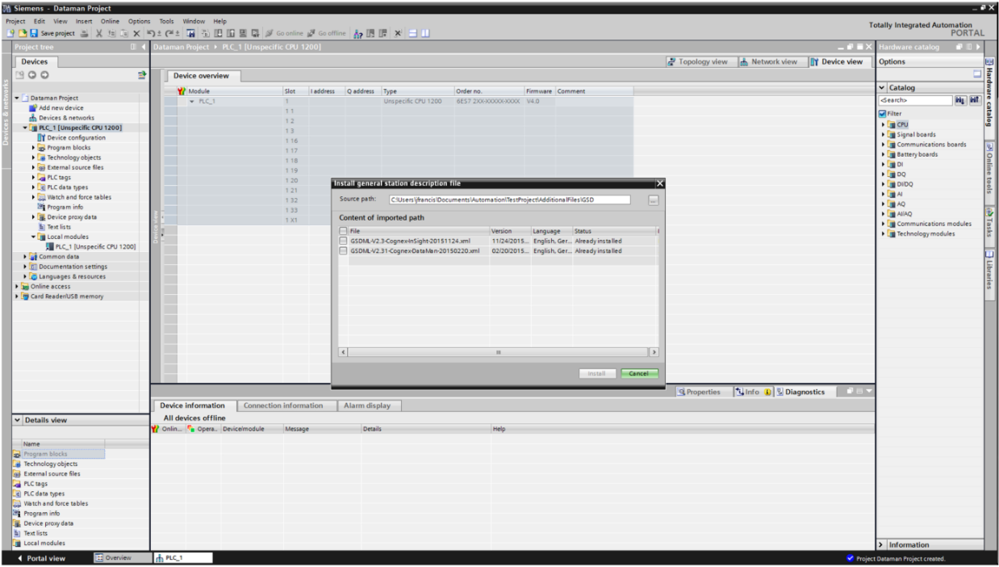 Siemens - Dataman Project
Project Edit View Insert Online Options Tools Window Help
Totally Integrated Automation
PORTAL
Save project Go online Go offline
Project tree
Dataman Project PLC_1 [Unspecific CPU 1200]
Hardware catalog
Devices
Topology view Network view Device view
Options
Device overview
Module Slot I address Q address Type Order no. Firmware Comment
PLC_1 1 Unspecific CPU 1200 6ES7 2XX-XXXXX-XXXX V4.0
1 1
1 2
1 3
1 16
1 17
1 18
1 19
1 20
1 21
1 32
1 33
1 X1
Dataman Project
Add new device
Devices & networks
PLC_1 [Unspecific CPU 1200]
Device configuration
Program blocks
Technology objects
External source files
PLC tags
PLC data types
Watch and force tables
Program info
Device proxy data
Text lists
Local modules
PLC_1 [Unspecific CPU 1200]
Common data
Documentation settings
Languages & resources
Online access
Card Reader/USB memory
Devices & networks
Install general station description file
Source path: C:\Users\jfrancis\Documents\Automation\TestProject\AdditionalFiles\GSD
...
Content of imported path
File Version Language Status
GSDML-V2.3-Cognex-InSight-20151124.xml 11/24/2015... English, Ger... Already installed
GSDML-V2.31-Cognex-DataMan-20150220.xml 02/20/2015... English, Ger... Already installed
Install Cancel
Catalog
<Search>
Filter
CPU
Signal boards
Communications boards
Battery boards
DI
DQ
DI/DQ
AI
AQ
AI/AQ
Communications modules
Technology modules
Hardware catalog
Online tools
Tasks
Libraries
Properties Info Diagnostics
Device information Connection information Alarm display
All devices offline
Onlin... Opera... Device/module Message Details Help
Details view
Name
Program blocks
Technology objects
External source files
PLC tags
PLC data types
Watch and force tables
Program info
Device proxy data
Text lists
Local modules
Information
Portal view Overview PLC_1
Project Dataman Project created.